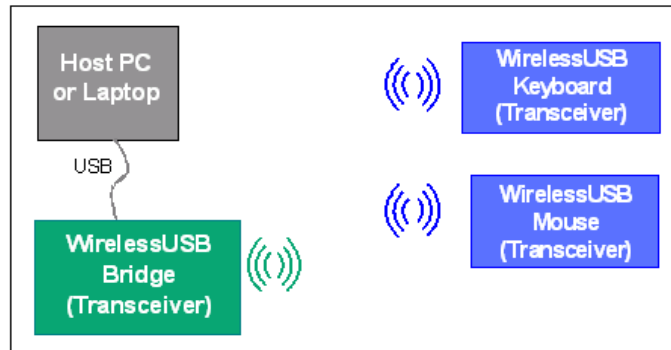 Host PC
or Laptop
USB
WirelessUSB
Bridge
(Transceiver)
WirelessUSB
Keyboard
(Transceiver)
WirelessUSB
Mouse
(Transceiver)